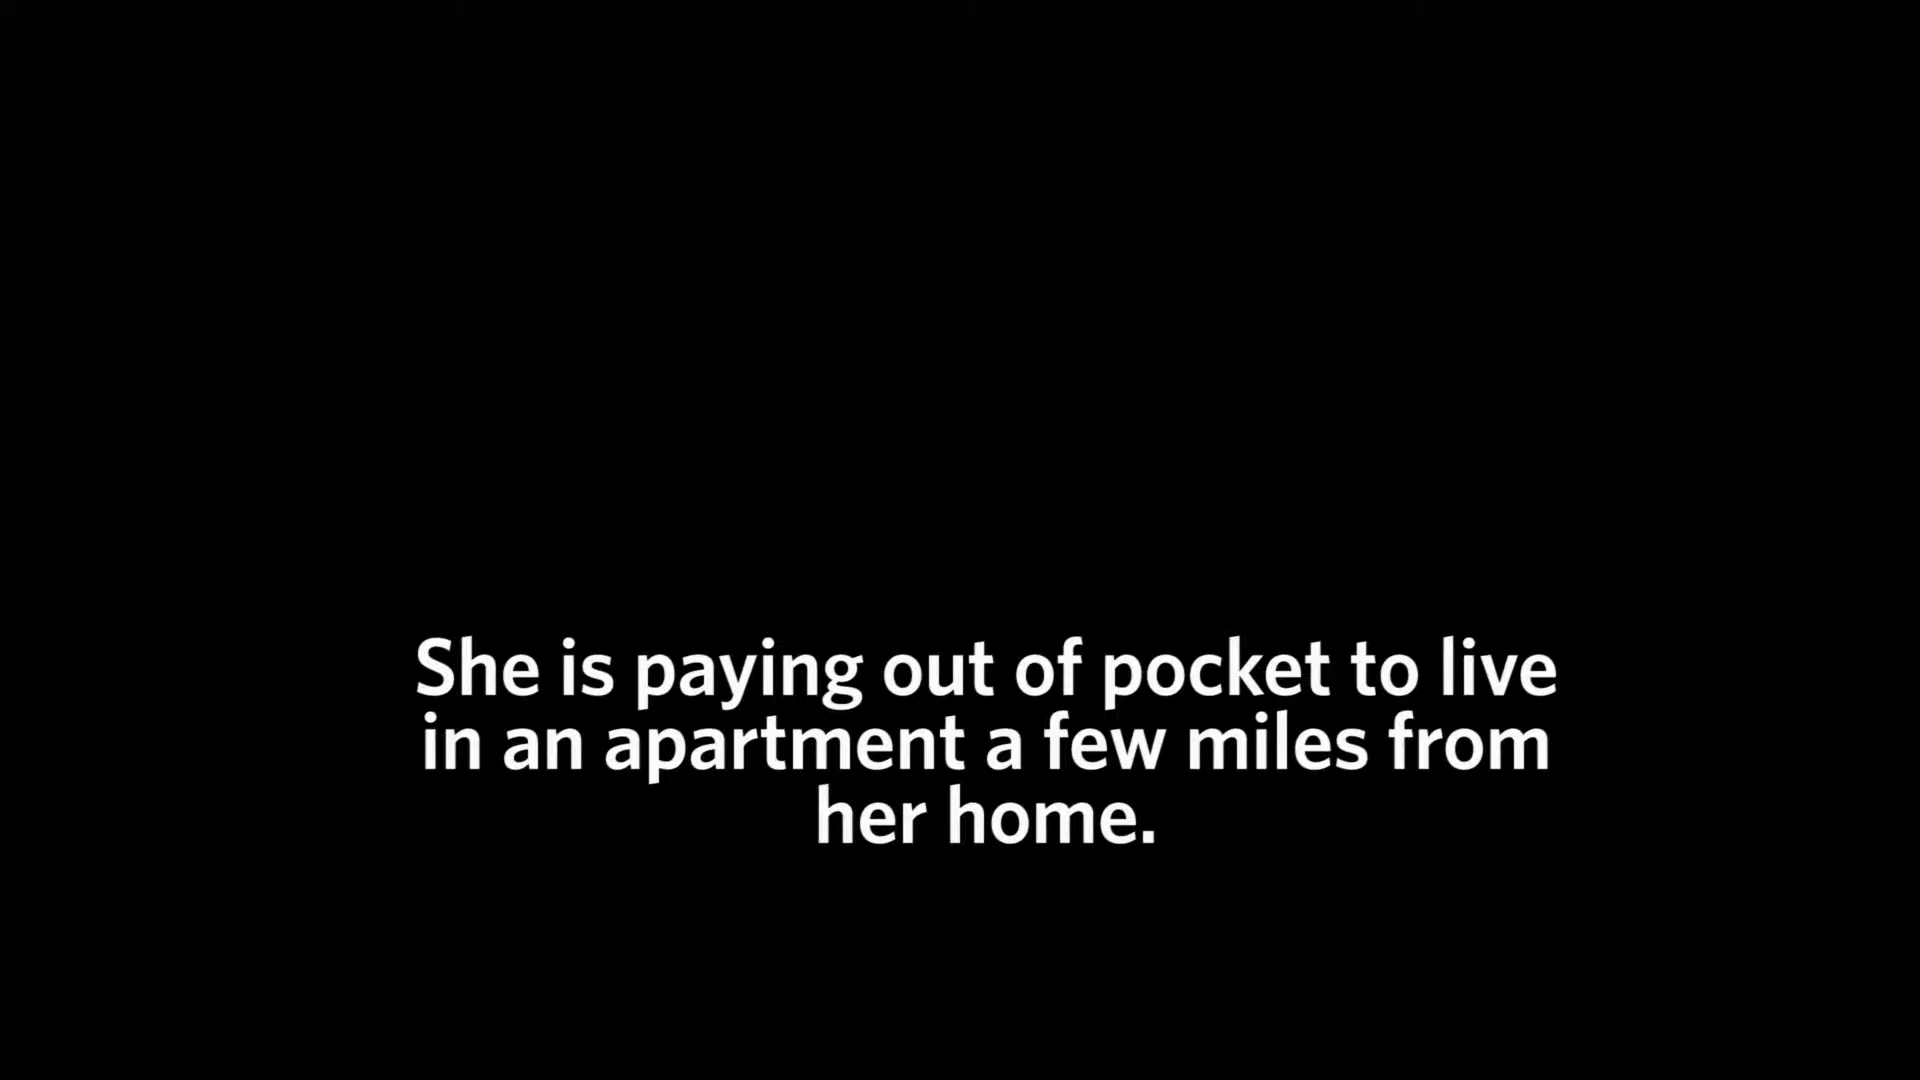 She is paying out of pocket to live
in an apartment a few miles from
her home.